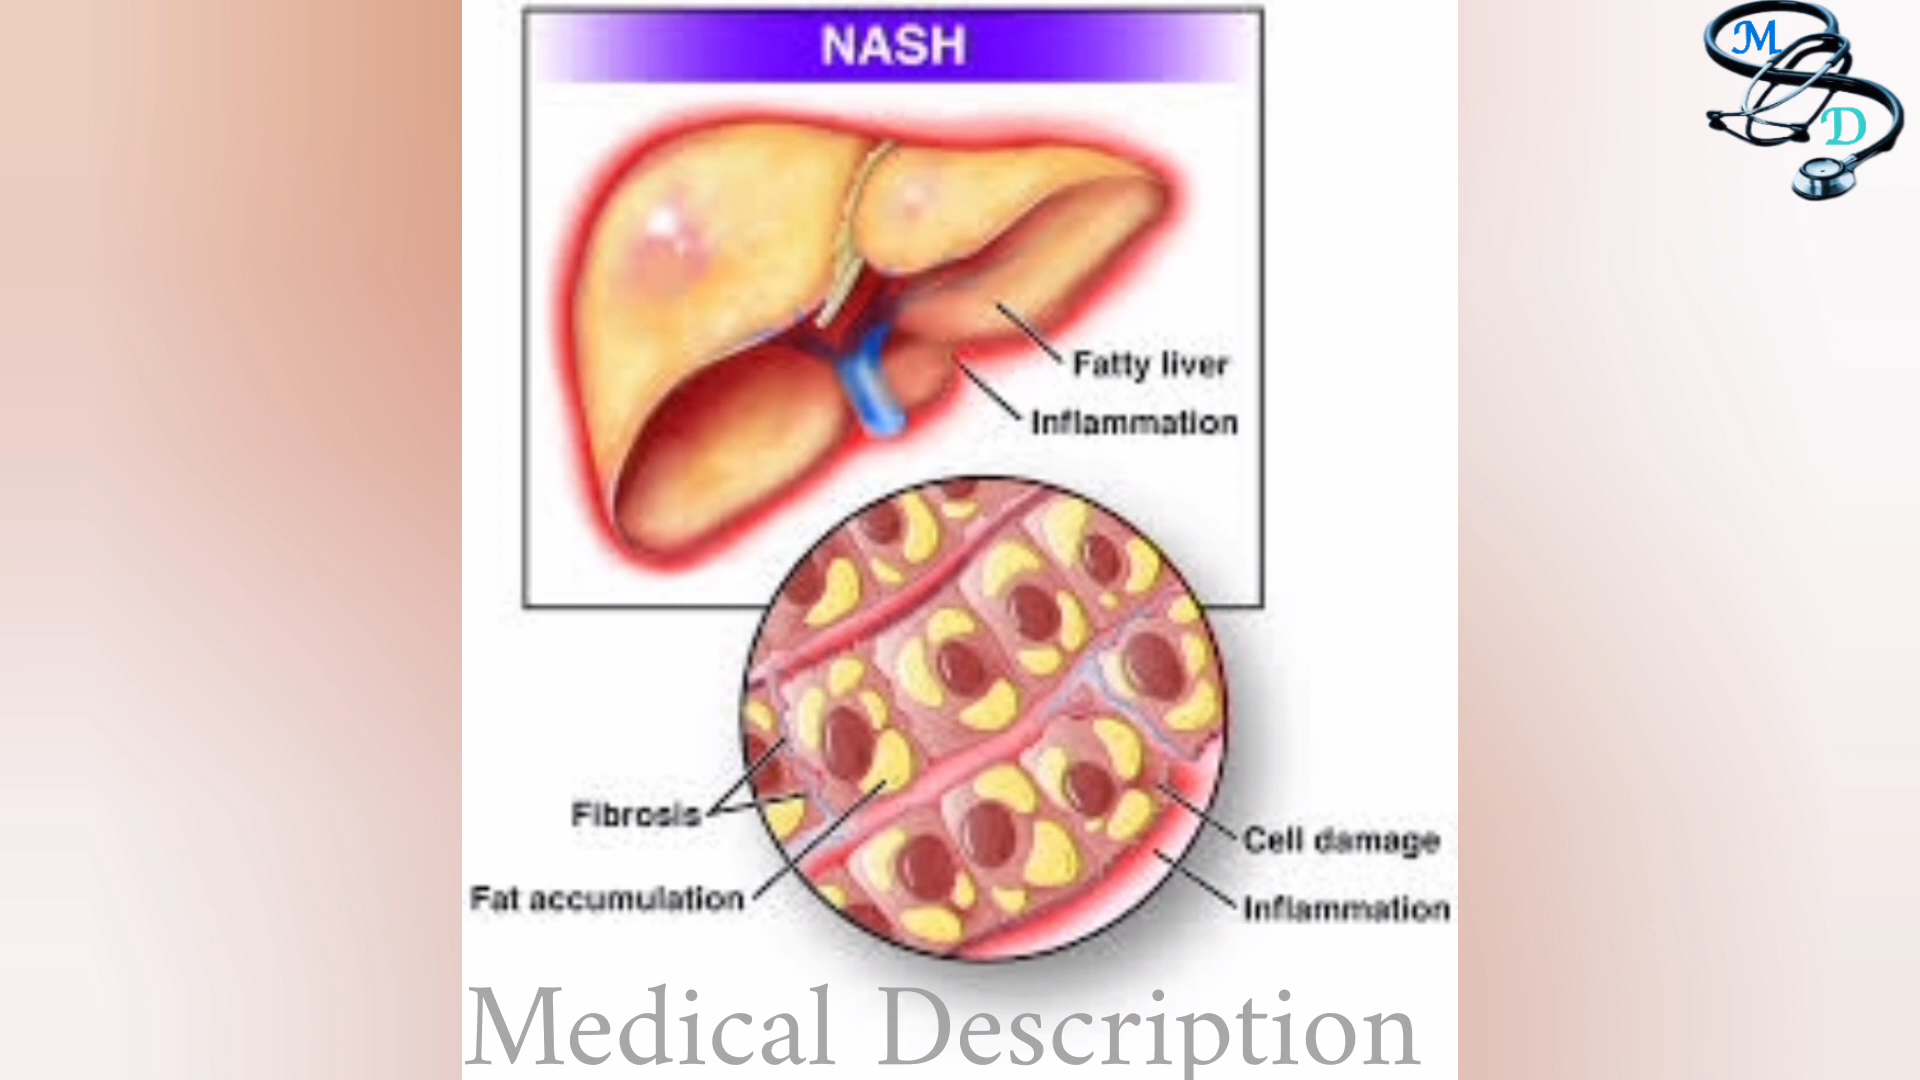 NASH
M
D
Fatty liver
Inflammation
Fibrosis
Fat accumulation
Cell damage
Inflammation
Medical Description